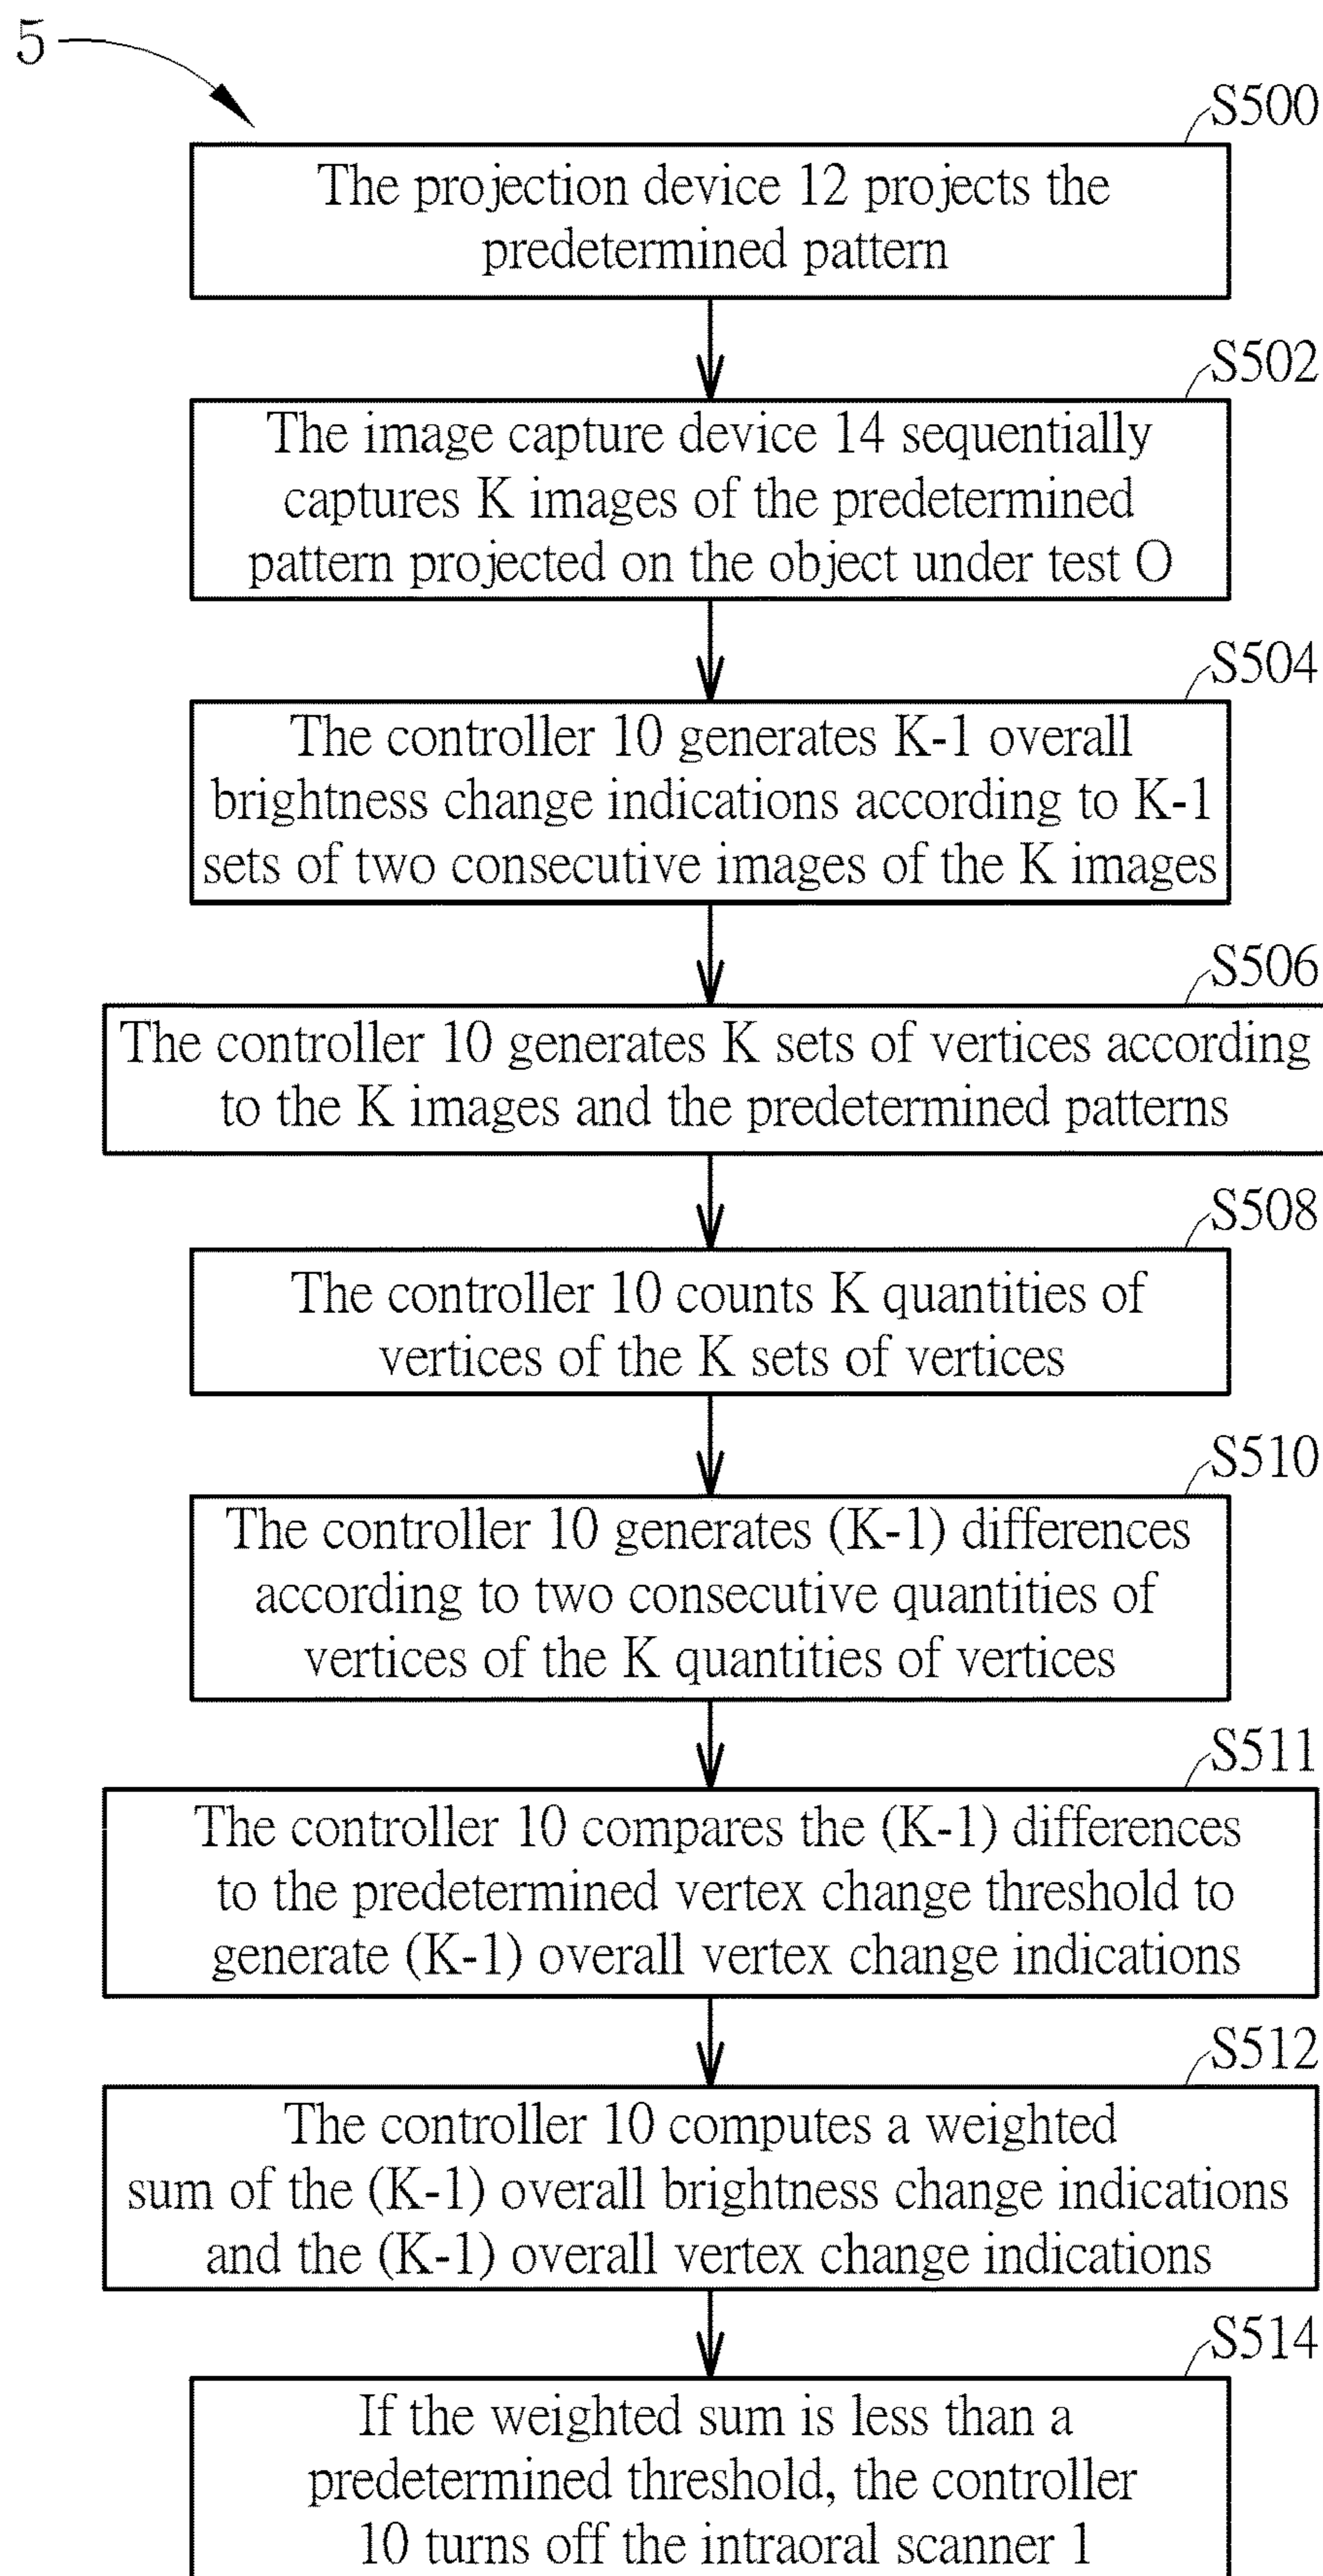 5
S500
The projection device 12 projects the
predetermined pattern
S502
The image capture device 14 sequentially
captures K images of the predetermined
pattern projected on the object under test O
S504
The controller 10 generates K-1 overall
brightness change indications according to K-1
sets of two consecutive images of the K images
S506
The controller 10 generates K sets of vertices according
to the K images and the predetermined patterns
S508
The controller 10 counts K quantities of
vertices of the K sets of vertices
S510
The controller 10 generates (K-1) differences
according to two consecutive quantities of
vertices of the K quantities of vertices
S511
The controller 10 compares the (K-1) differences
to the predetermined vertex change threshold to
generate (K-1) overall vertex change indications
S512
The controller 10 computes a weighted
sum of the (K-1) overall brightness change indications
and the (K-1) overall vertex change indications
S514
If the weighted sum is less than a
predetermined threshold, the controller
10 turns off the intraoral scanner 1